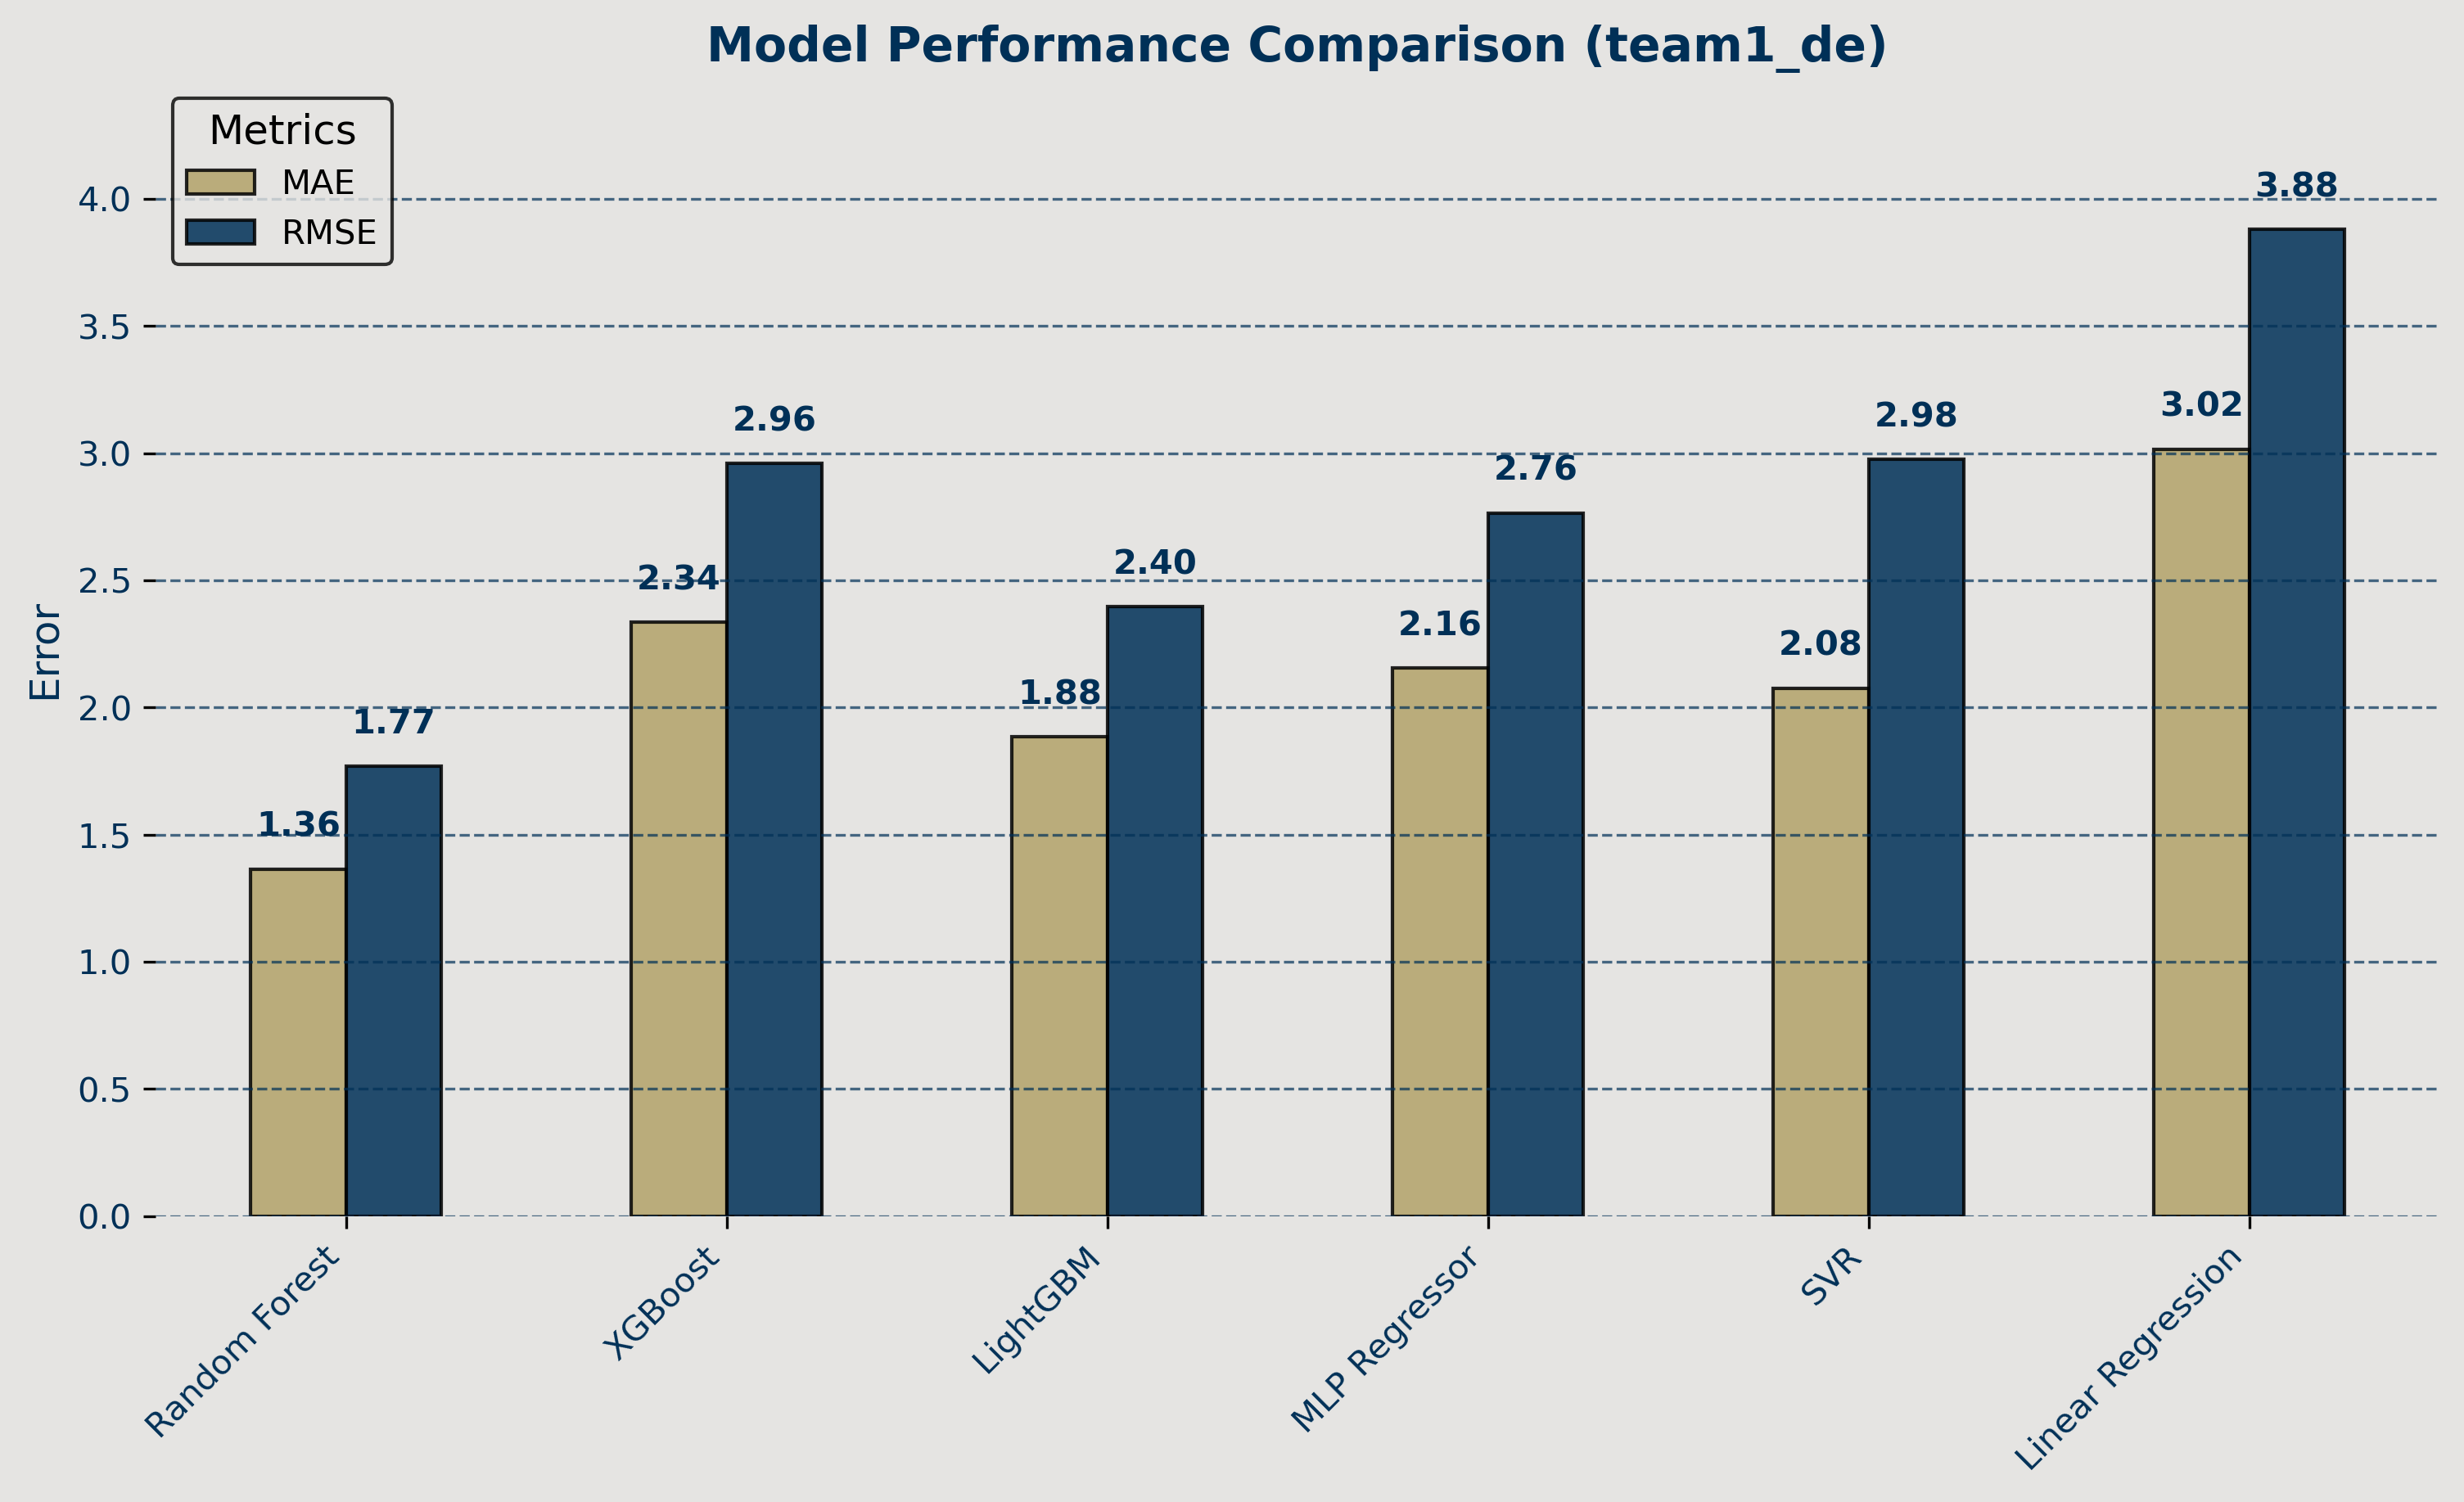 Model Performance Comparison (team1_de)
Metrics
MAE
RMSE
Error
4.0
3.5
3.0
2.5
2.0
1.5
1.0
0.5
0.0
1.36
1.77
2.34
2.96
1.88
2.40
2.16
2.76
2.08
2.98
3.02
3.88
Random Forest
XGBoost
LightGBM
MLP Regressor
SVR
Linear Regression